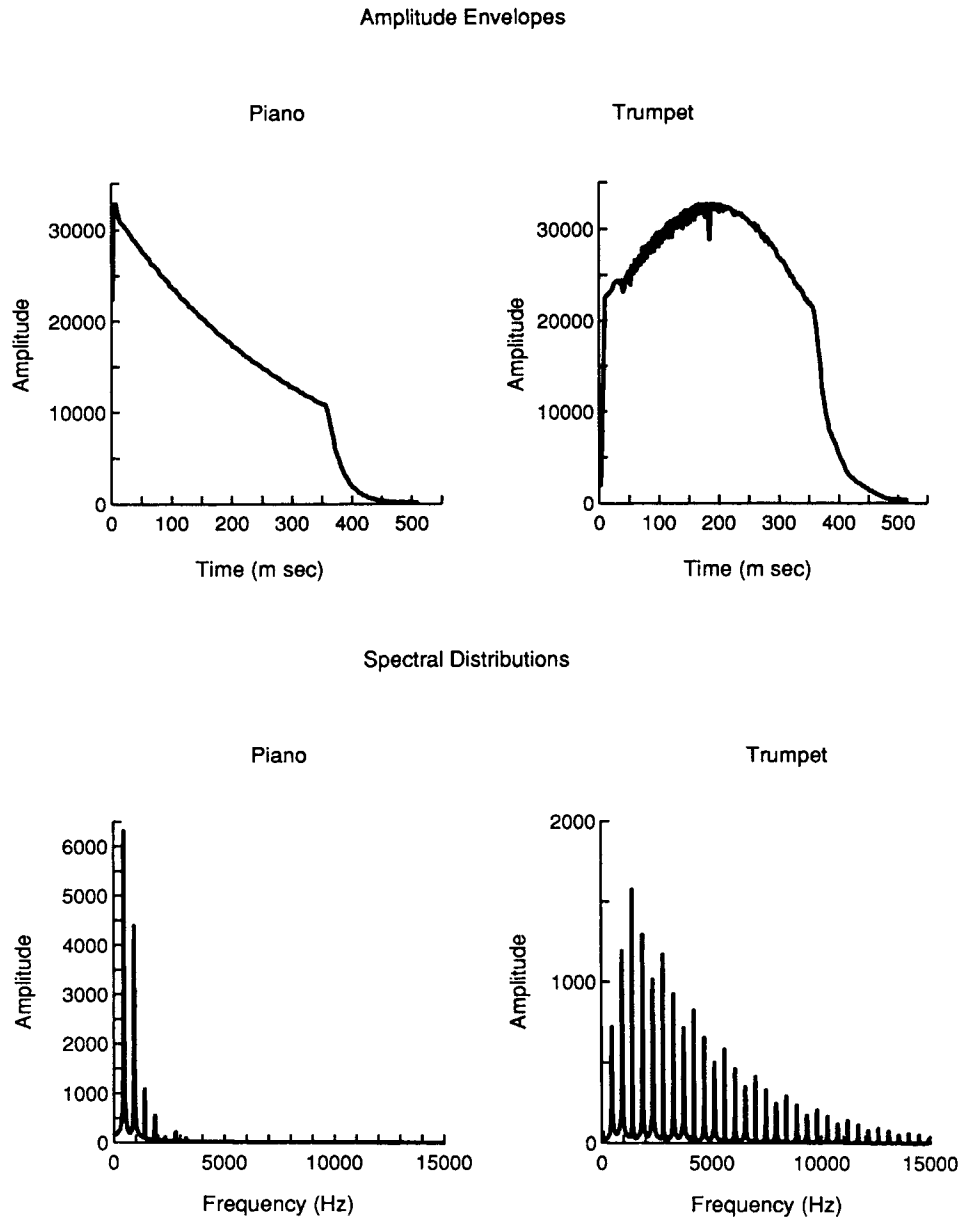 Amplitude Envelopes
Piano
Trumpet
30000
20000
10000
0
Amplitude
0 100 200 300 400 500
Time (m sec)
30000
20000
10000
0
Amplitude
0 100 200 300 400 500
Time (m sec)
Spectral Distributions
Piano
Trumpet
6000
5000
4000
3000
2000
1000
0
Amplitude
0 5000 10000 15000
Frequency (Hz)
2000
1000
0
Amplitude
0 5000 10000 15000
Frequency (Hz)